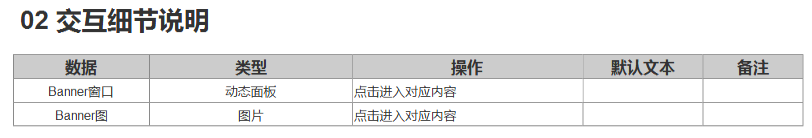 02 交互细节说明
数据 类型 操作 默认文本 备注
Banner窗口 动态面板 点击进入对应内容
Banner图 图片 点击进入对应内容